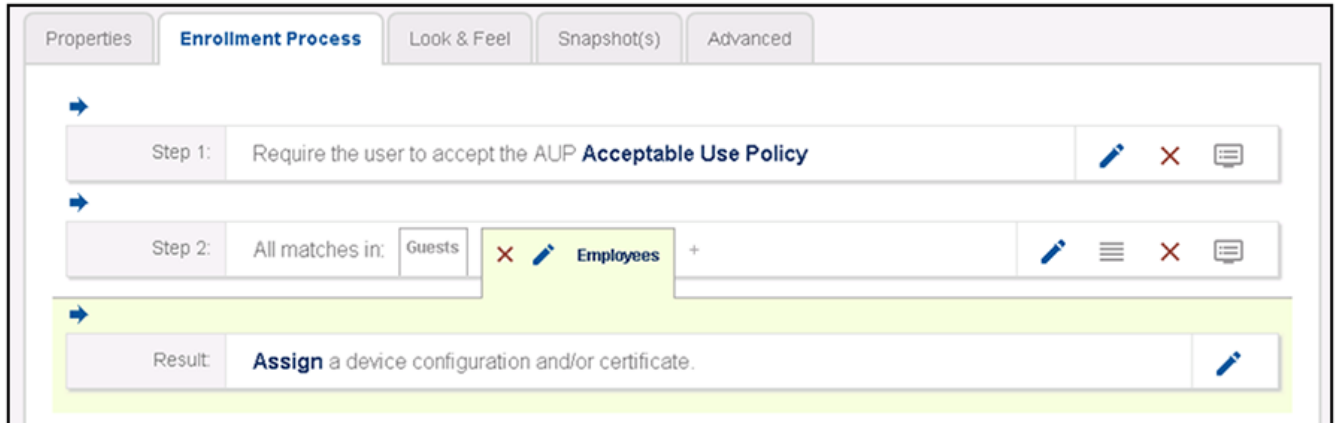 Properties Enrollment Process Look & Feel Snapshot(s) Advanced
Step 1: Require the user to accept the AUP Acceptable Use Policy
Step 2: All matches in: Guests Employees +
Result: Assign a device configuration and/or certificate.